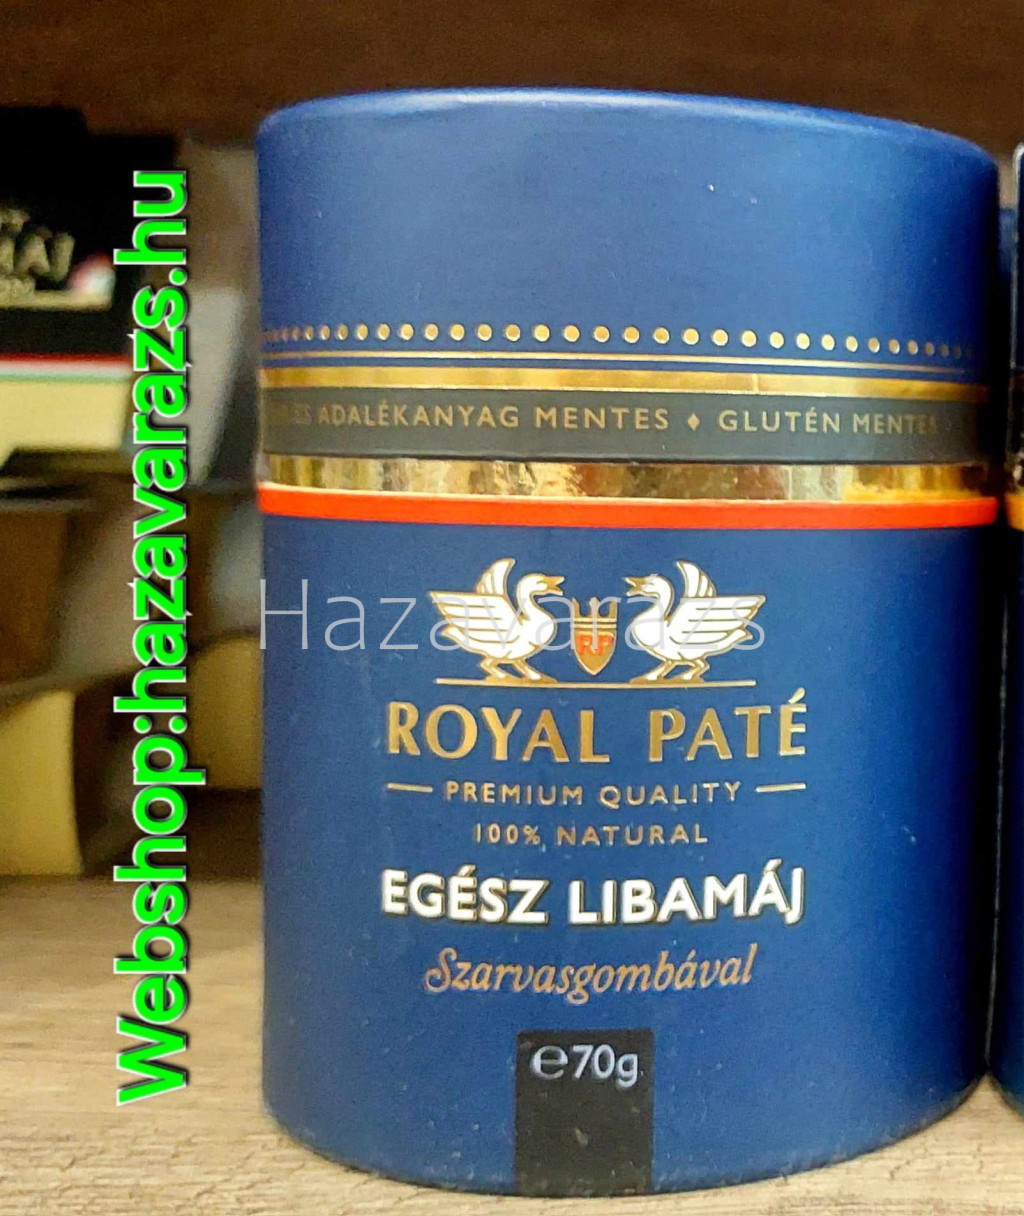 Webshop:hazavarazs.hu
ADALÉKANYAG MENTES ♦ GLUTÉN MENTES
Hazavarazs
RP
ROYAL PATÉ
PREMIUM QUALITY
100% NATURAL
EGÉSZ LIBAMÁJ
Szarvasgombával
℮70g